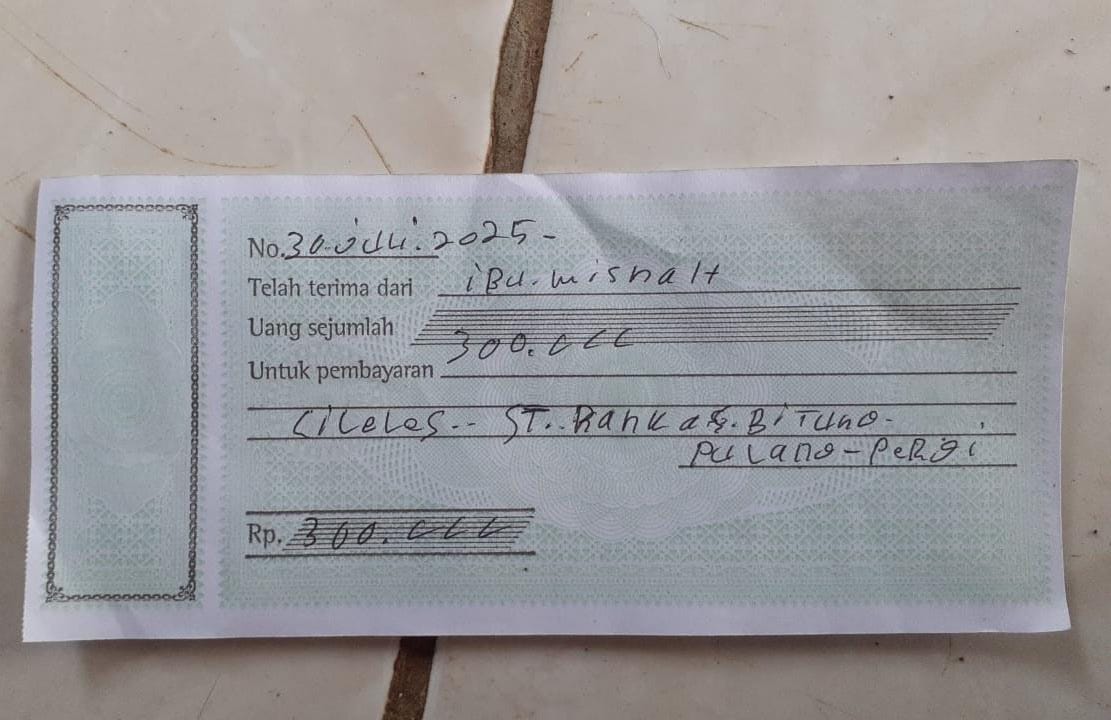 No. 30. Juli. 2025 -
Telah terima dari iBu. misnaH
Uang sejumlah 300.000
Untuk pembayaran
CiLeLes.. ST. RanKas. BiTung.
PULang - PeRgi
Rp. 300.000